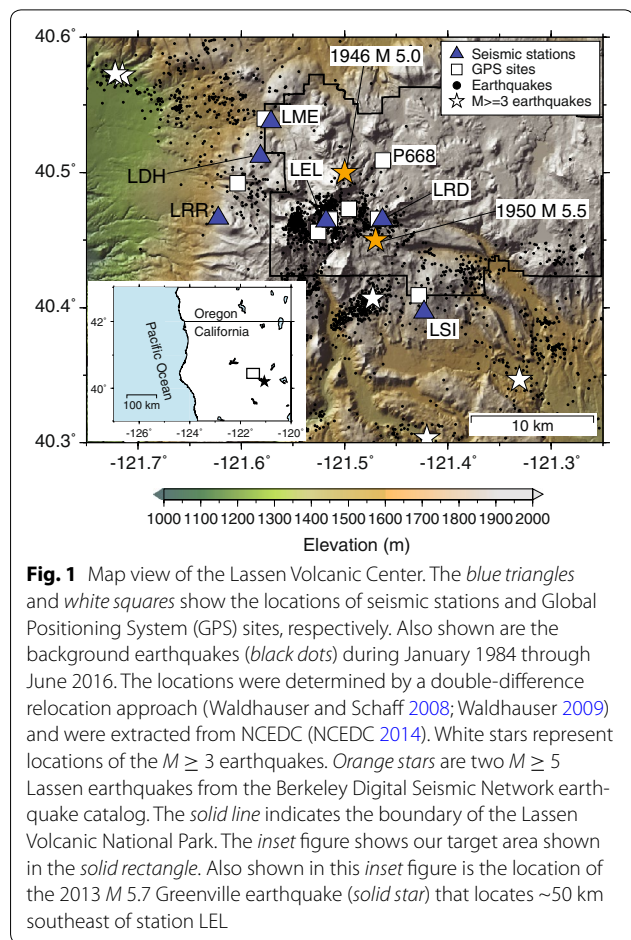 40.6°
40.5°
40.4°
40.3°
1946 M 5.0
Seismic stations
GPS sites
Earthquakes
M>=3 earthquakes
LME
LDH
LEL
P668
LRR
LRD
1950 M 5.5
LSI
Oregon
California
Pacific Ocean
100 km
42°
40°
-126° -124° -122° -120°
10 km
-121.7° -121.6° -121.5° -121.4° -121.3°
1000 1100 1200 1300 1400 1500 1600 1700 1800 1900 2000
Elevation (m)
Fig. 1 Map view of the Lassen Volcanic Center. The blue triangles
and white squares show the locations of seismic stations and Global
Positioning System (GPS) sites, respectively. Also shown are the
background earthquakes (black dots) during January 1984 through
June 2016. The locations were determined by a double-difference
relocation approach (Waldhauser and Schaff 2008; Waldhauser 2009)
and were extracted from NCEDC (NCEDC 2014). White stars represent
locations of the M ≥ 3 earthquakes. Orange stars are two M ≥ 5
Lassen earthquakes from the Berkeley Digital Seismic Network earth-
quake catalog. The solid line indicates the boundary of the Lassen
Volcanic National Park. The inset figure shows our target area shown
in the solid rectangle. Also shown in this inset figure is the location of
the 2013 M 5.7 Greenville earthquake (solid star) that locates ~50 km
southeast of station LEL